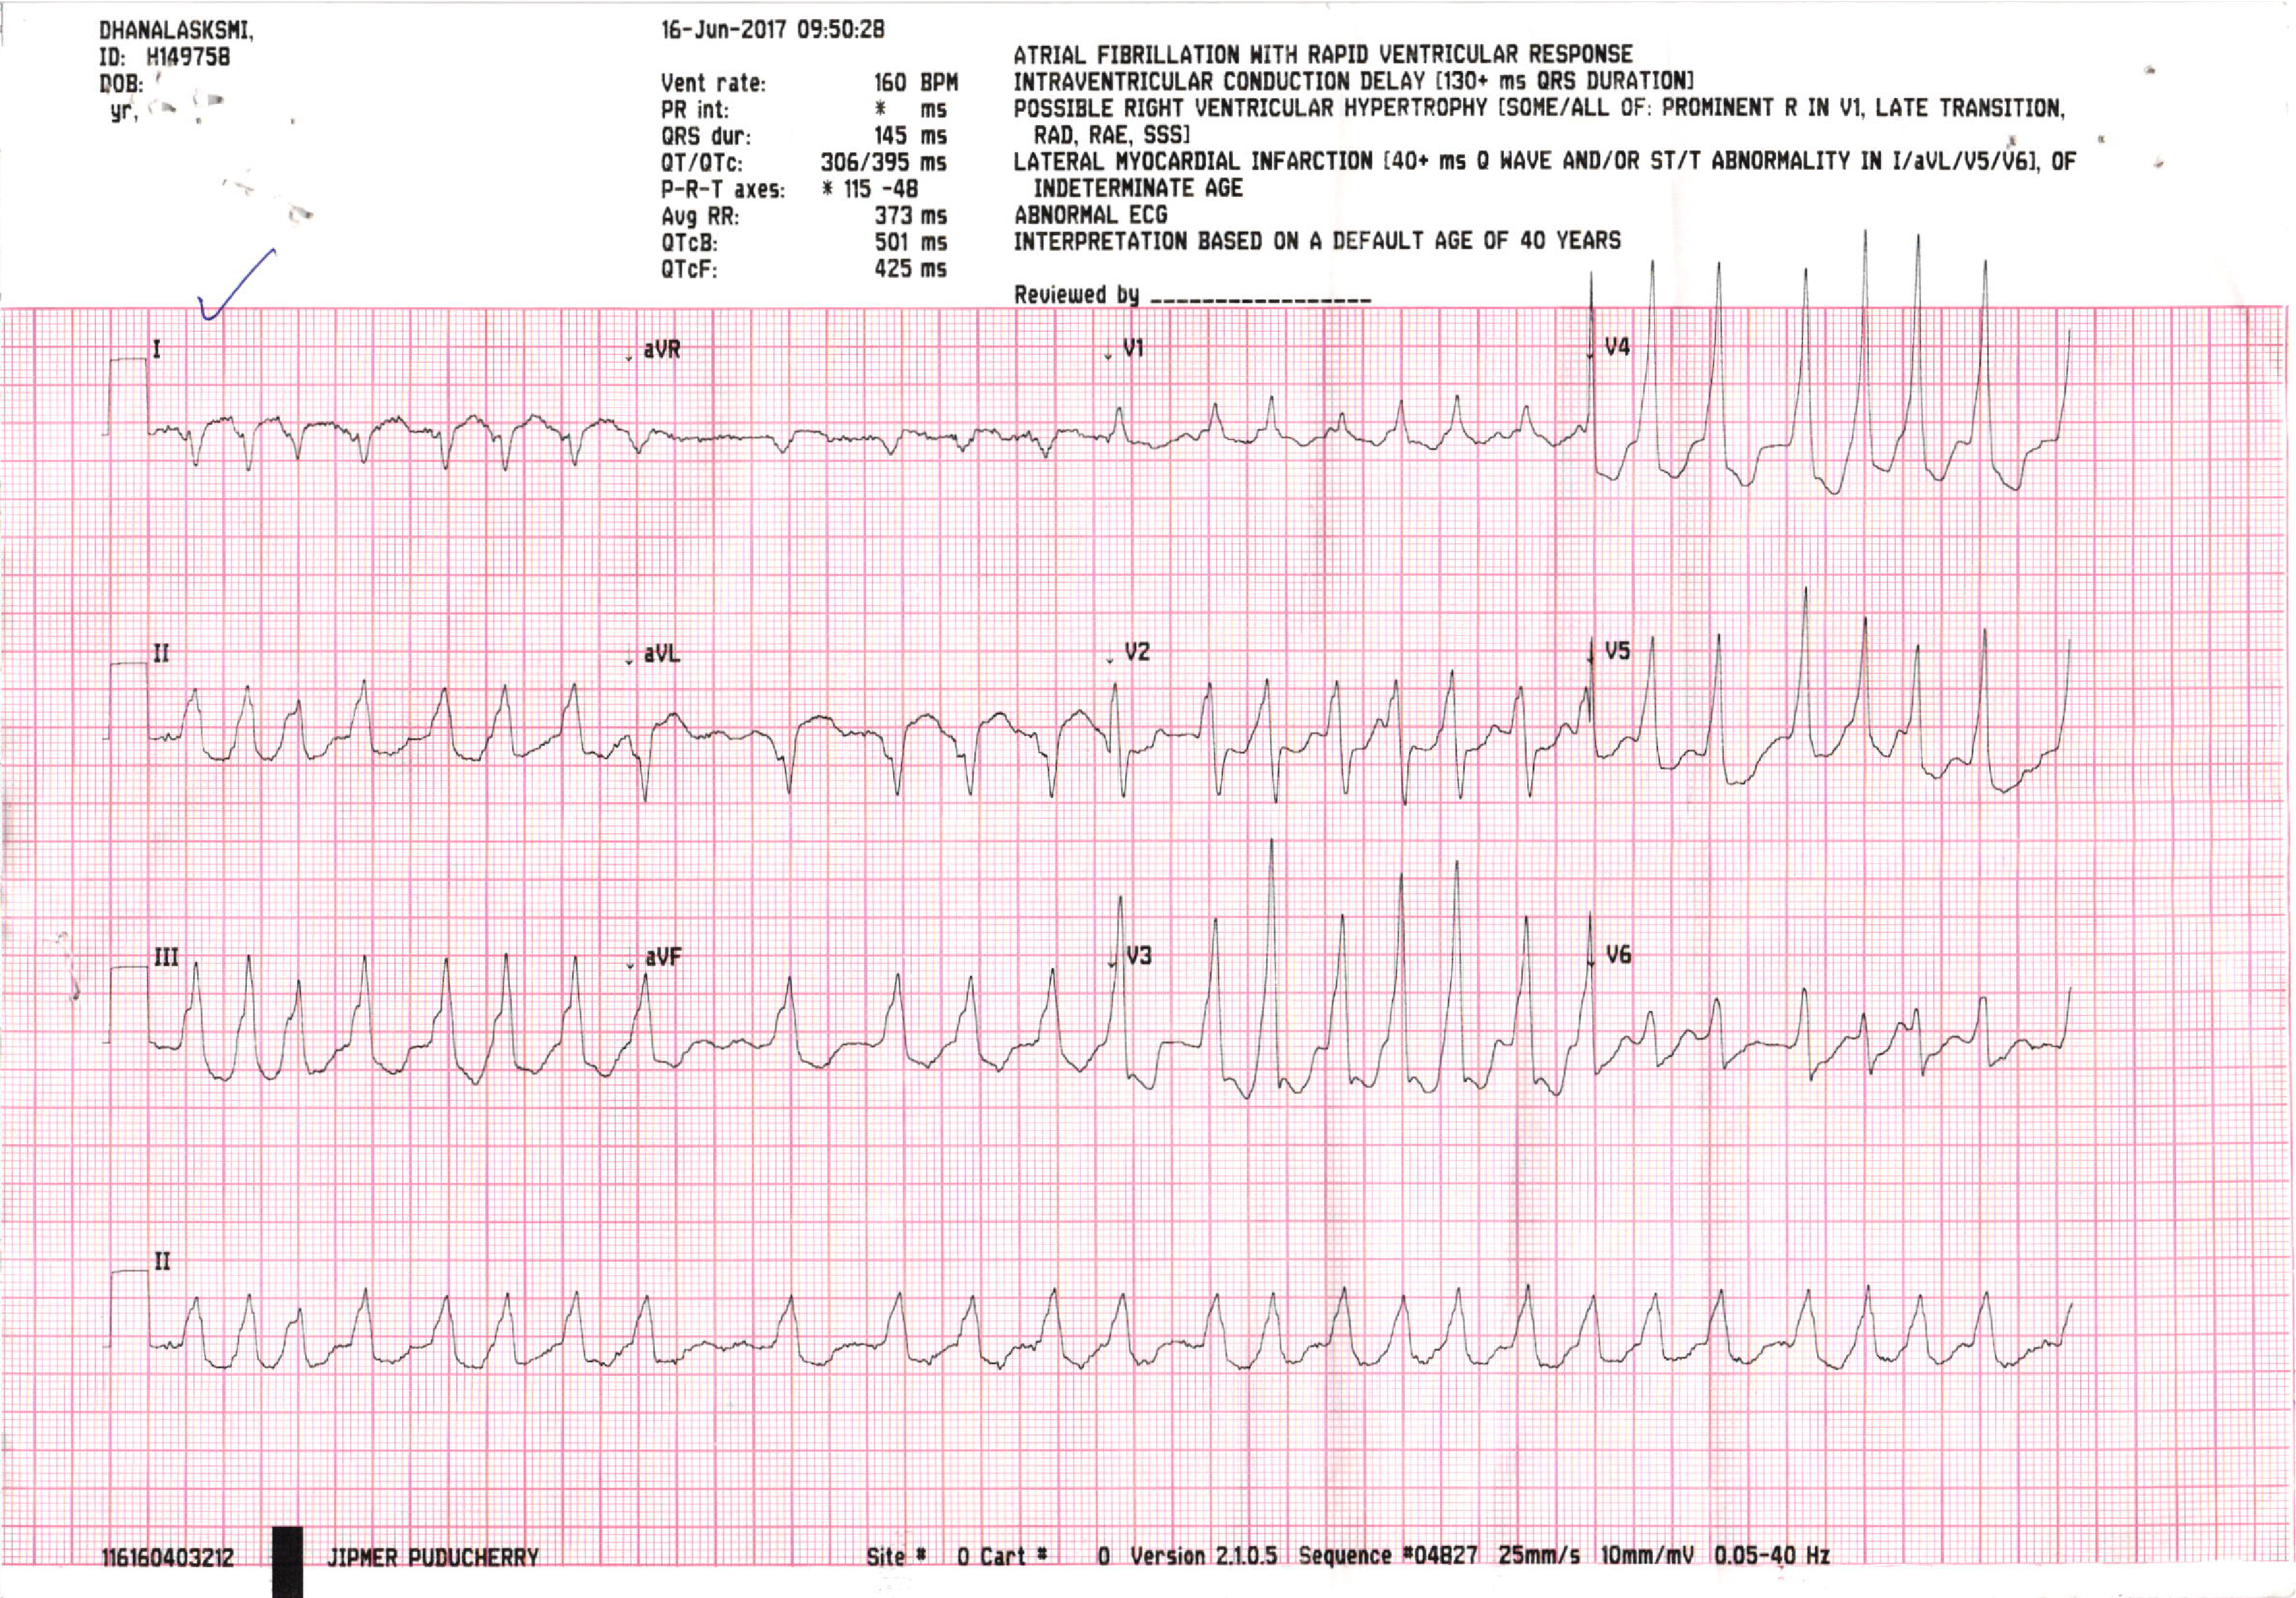 DHANALASKSMI,
ID: H149758
DOB:
yr,
16-Jun-2017 09:50:28
Vent rate: 160 BPM
PR int: * ms
QRS dur: 145 ms
QT/QTc: 306/395 ms
P-R-T axes: * 115 -48
Avg RR: 373 ms
QTcB: 501 ms
QTcF: 425 ms
ATRIAL FIBRILLATION WITH RAPID VENTRICULAR RESPONSE
INTRAVENTRICULAR CONDUCTION DELAY [130+ ms QRS DURATION]
POSSIBLE RIGHT VENTRICULAR HYPERTROPHY [SOME/ALL OF: PROMINENT R IN V1, LATE TRANSITION,
RAD, RAE, SSS]
LATERAL MYOCARDIAL INFARCTION [40+ ms Q WAVE AND/OR ST/T ABNORMALITY IN I/aVL/V5/V6], OF
INDETERMINATE AGE
ABNORMAL ECG
INTERPRETATION BASED ON A DEFAULT AGE OF 40 YEARS
Reviewed by _________________
I aVR V1 V4
II aVL V2 V5
III aVF V3 V6
II
116160403212 JIPMER PUDUCHERRY Site # 0 Cart # 0 Version 2.1.0.5 Sequence #04827 25mm/s 10mm/mV 0.05-40 Hz